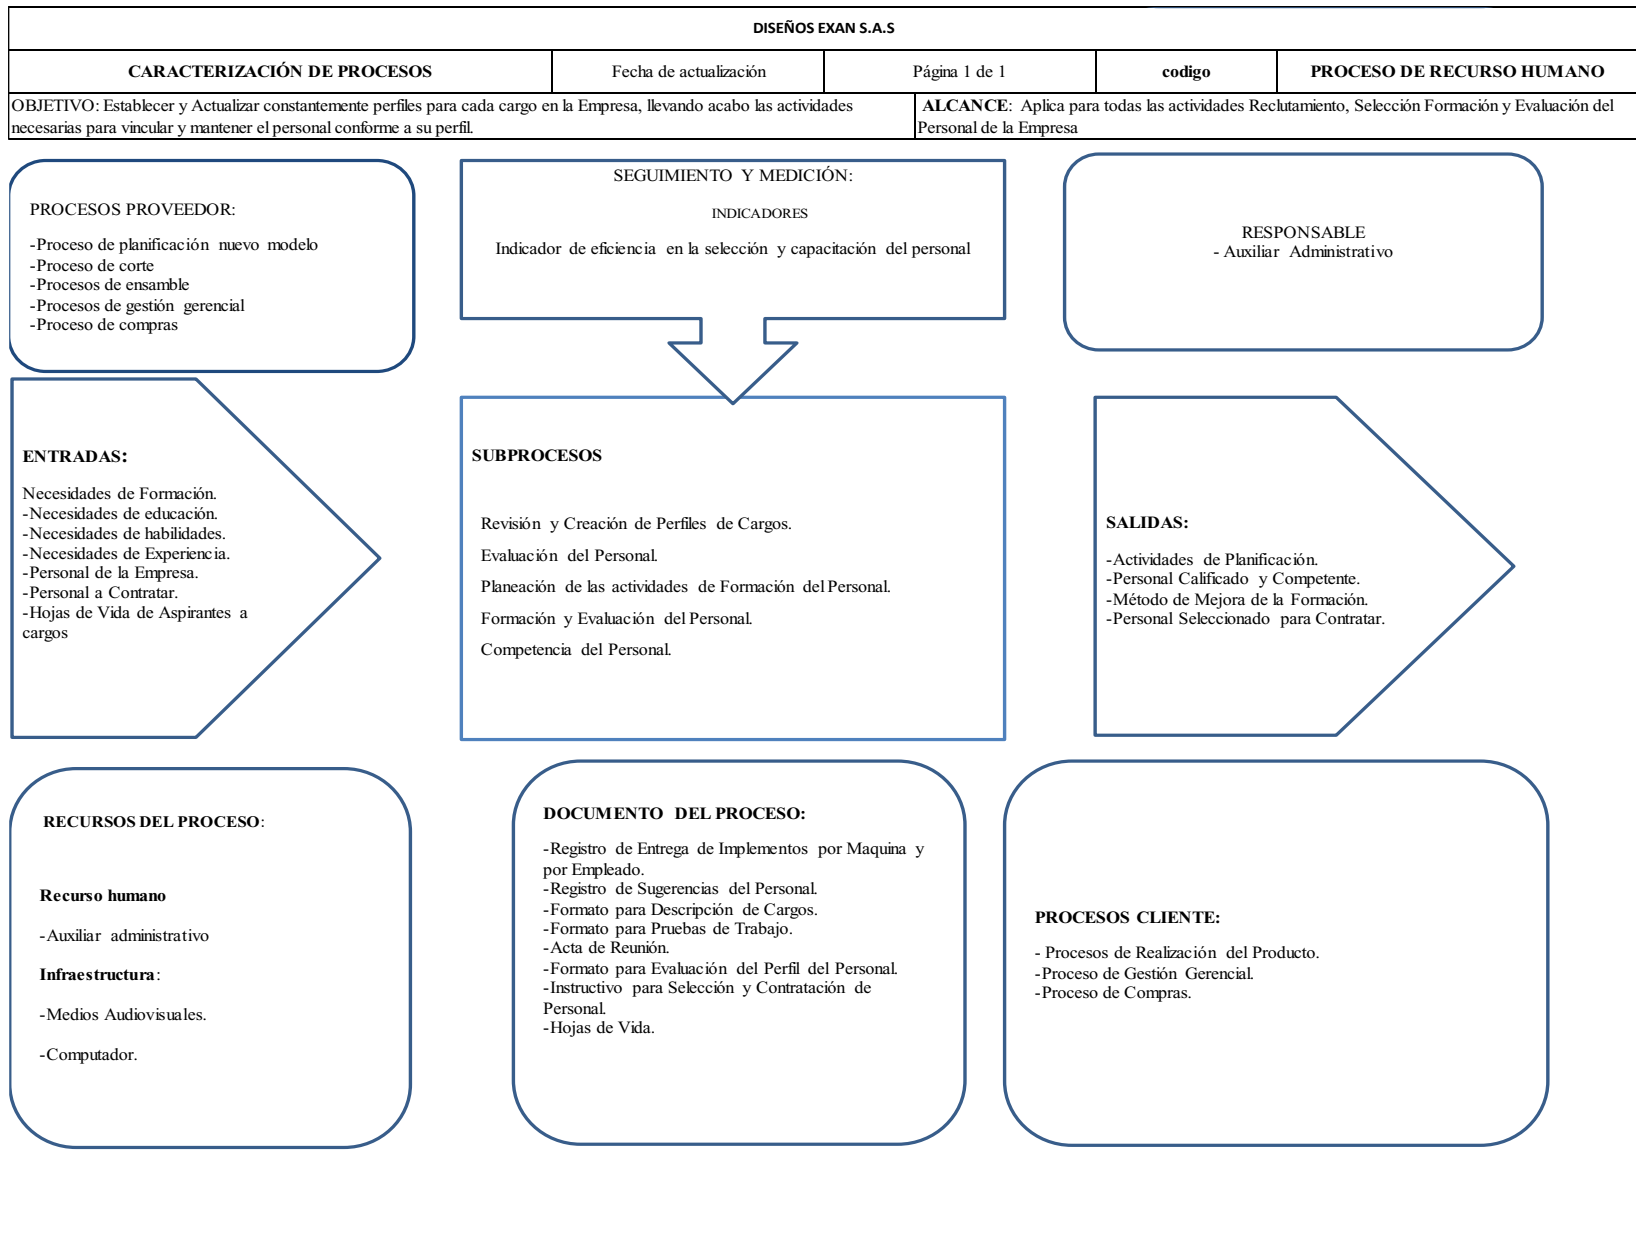 DISEÑOS EXAN S.A.S
CARACTERIZACIÓN DE PROCESOS
Fecha de actualización
Página 1 de 1
codigo
PROCESO DE RECURSO HUMANO
OBJETIVO: Establecer y Actualizar constantemente perfiles para cada cargo en la Empresa, llevando acabo las actividades
necesarias para vincular y mantener el personal conforme a su perfil.
ALCANCE: Aplica para todas las actividades Reclutamiento, Selección Formación y Evaluación del
Personal de la Empresa
PROCESOS PROVEEDOR:
-Proceso de planificación nuevo modelo
-Proceso de corte
-Procesos de ensamble
-Procesos de gestión gerencial
-Proceso de compras
SEGUIMIENTO Y MEDICIÓN:
INDICADORES
Indicador de eficiencia en la selección y capacitación del personal
RESPONSABLE
- Auxiliar Administrativo
ENTRADAS:
Necesidades de Formación.
-Necesidades de educación.
-Necesidades de habilidades.
-Necesidades de Experiencia.
-Personal de la Empresa.
-Personal a Contratar.
-Hojas de Vida de Aspirantes a
cargos
SUBPROCESOS
Revisión y Creación de Perfiles de Cargos.
Evaluación del Personal.
Planeación de las actividades de Formación del Personal.
Formación y Evaluación del Personal.
Competencia del Personal.
SALIDAS:
-Actividades de Planificación.
-Personal Calificado y Competente.
-Método de Mejora de la Formación.
-Personal Seleccionado para Contratar.
RECURSOS DEL PROCESO:
Recurso humano
-Auxiliar administrativo
Infraestructura:
-Medios Audiovisuales.
-Computador.
DOCUMENTO DEL PROCESO:
-Registro de Entrega de Implementos por Maquina y
por Empleado.
-Registro de Sugerencias del Personal.
-Formato para Descripción de Cargos.
-Formato para Pruebas de Trabajo.
-Acta de Reunión.
-Formato para Evaluación del Perfil del Personal.
-Instructivo para Selección y Contratación de
Personal.
-Hojas de Vida.
PROCESOS CLIENTE:
- Procesos de Realización del Producto.
-Proceso de Gestión Gerencial.
-Proceso de Compras.